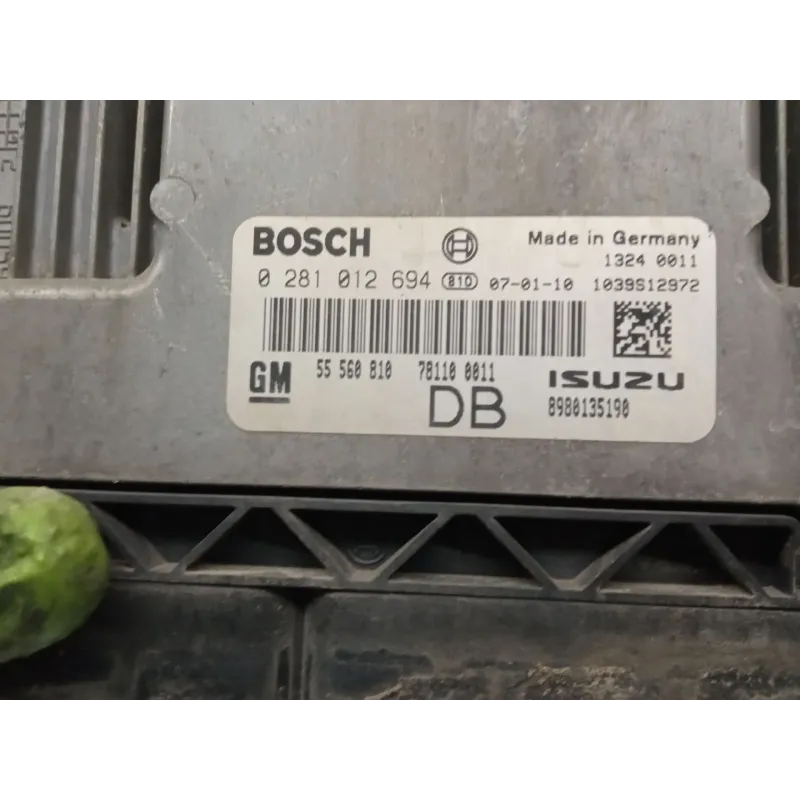 BOSCH Made in Germany
1324 0011
0 281 012 694 810 07-01-10 1039S12972
GM 55 560 810 781100 0011 ISUZU
DB 8980135190